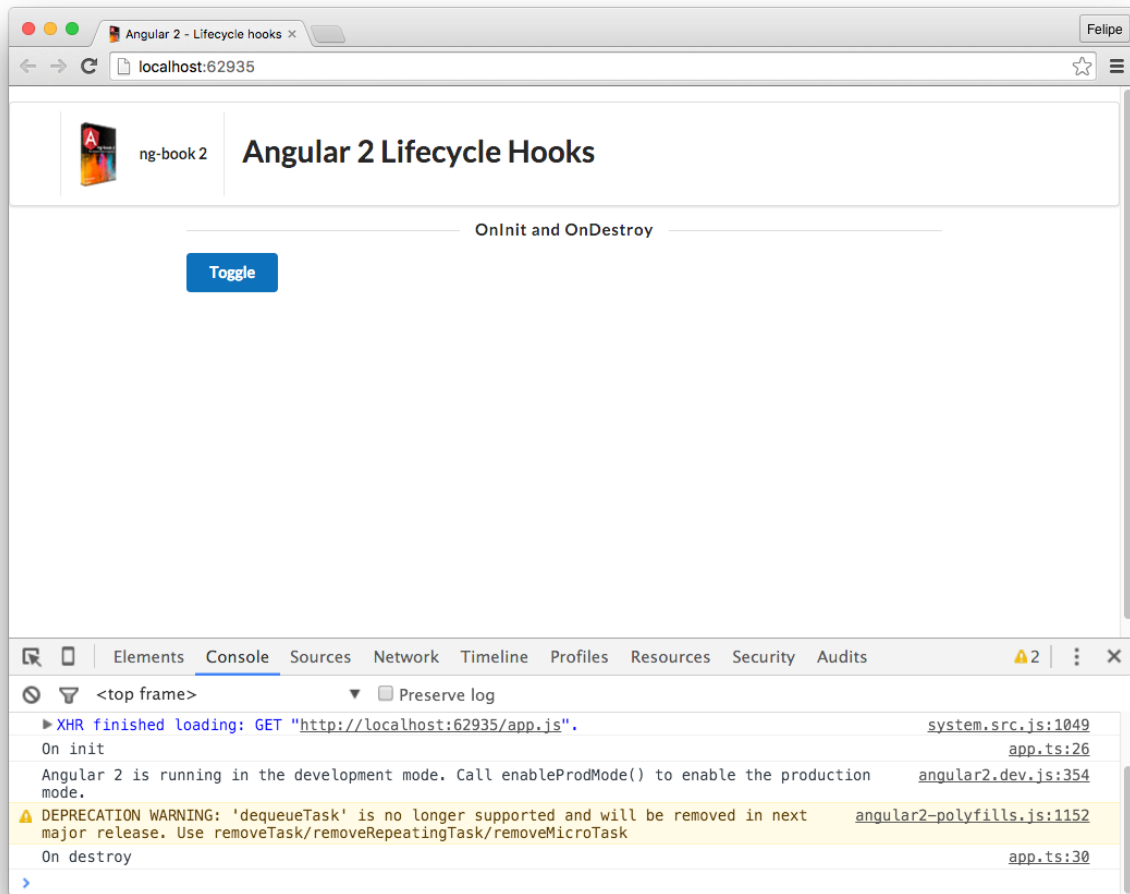 Angular 2 - Lifecycle hooks
Felipe
localhost:62935
ng-book 2
Angular 2 Lifecycle Hooks
OnInit and OnDestroy
Toggle
Elements Console Sources Network Timeline Profiles Resources Security Audits 2
<top frame> Preserve log
XHR finished loading: GET "http://localhost:62935/app.js". system.src.js:1049
On init app.ts:26
Angular 2 is running in the development mode. Call enableProdMode() to enable the production angular2.dev.js:354
mode.
DEPRECATION WARNING: 'dequeueTask' is no longer supported and will be removed in next angular2-polyfills.js:1152
major release. Use removeTask/removeRepeatingTask/removeMicroTask
On destroy app.ts:30